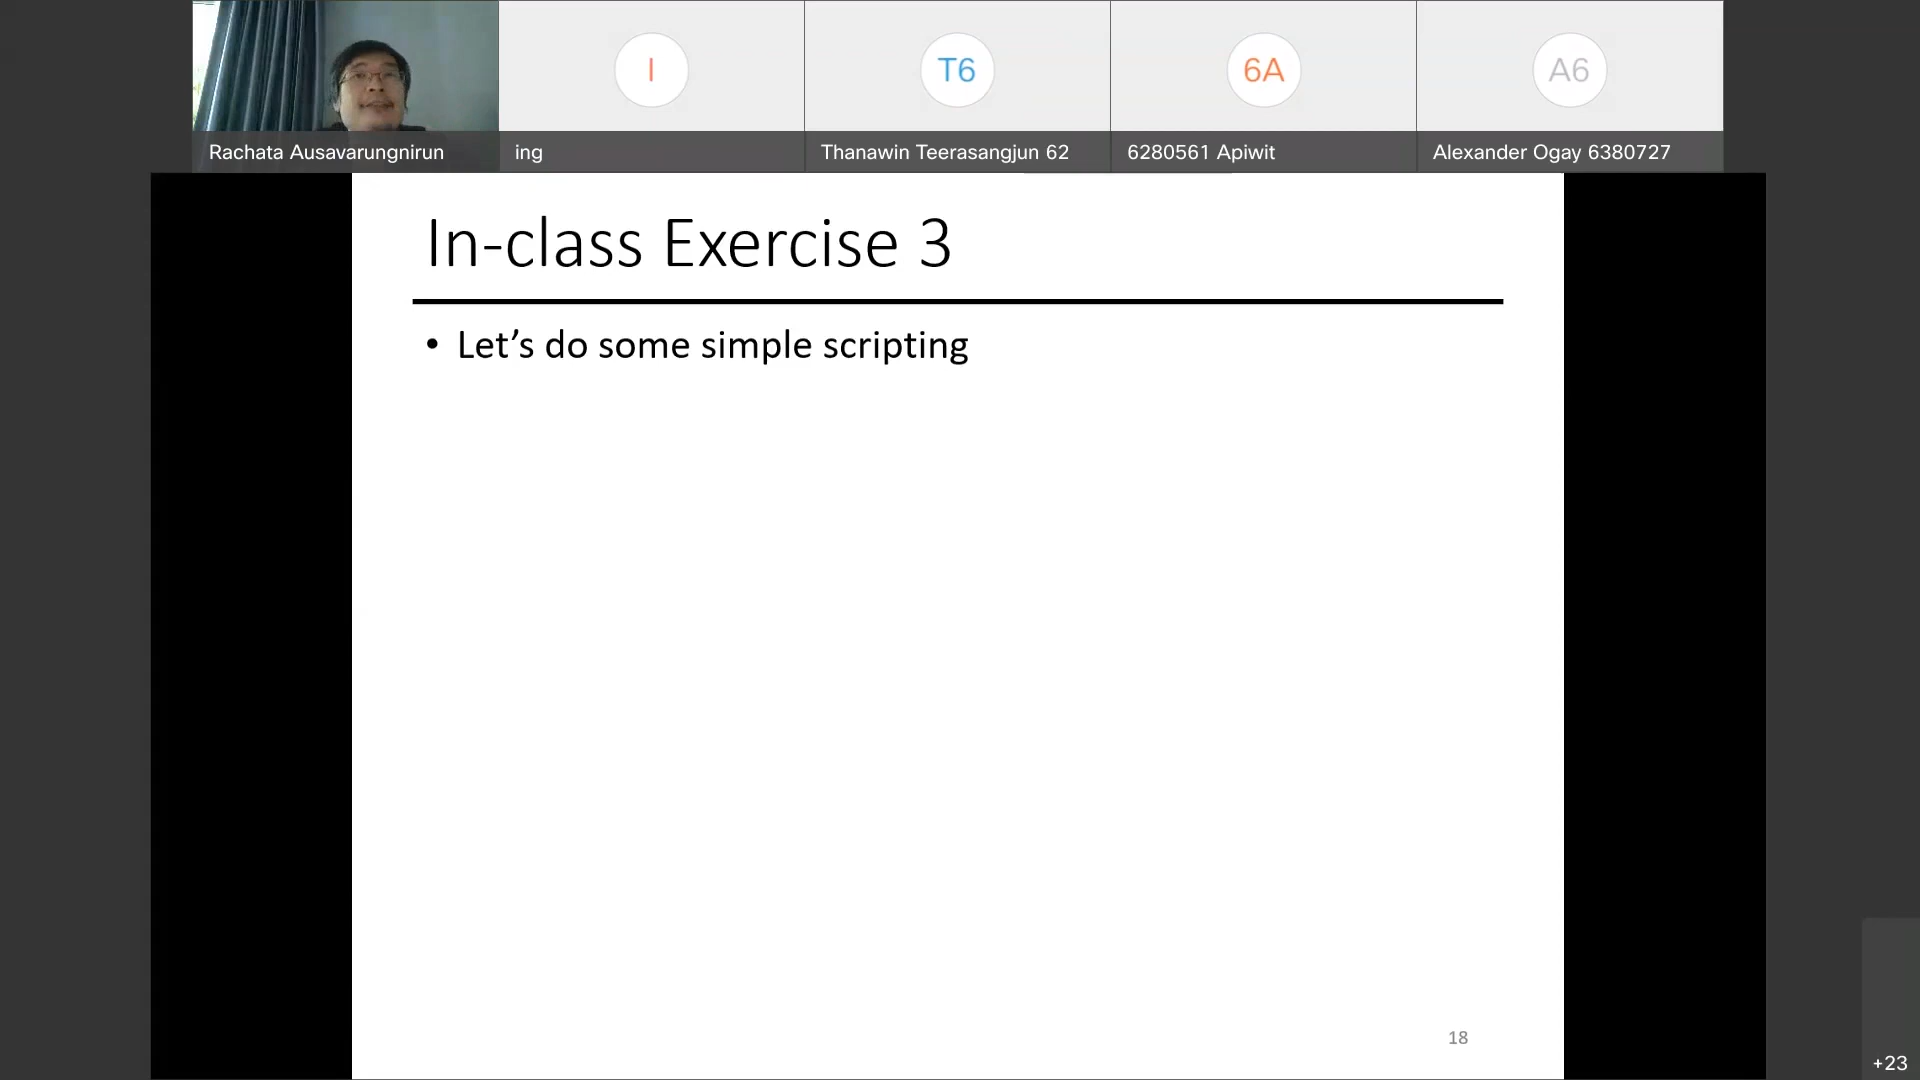 I
T6
6A
A6
Rachata Ausavarungnirun
ing
Thanawin Teerasangjun 62
6280561 Apiwit
Alexander Ogay 6380727
In-class Exercise 3
• Let’s do some simple scripting
18
+23